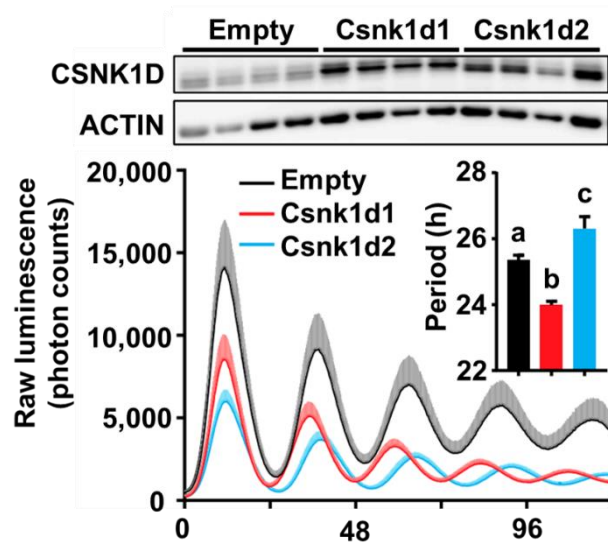 Empty Csnk1d1 Csnk1d2
CSNK1D
ACTIN
Raw luminescence
(photon counts)
20,000
15,000
10,000
5,000
0
Empty
Csnk1d1
Csnk1d2
Period (h)
28
26
24
22
a
b
c
0 48 96